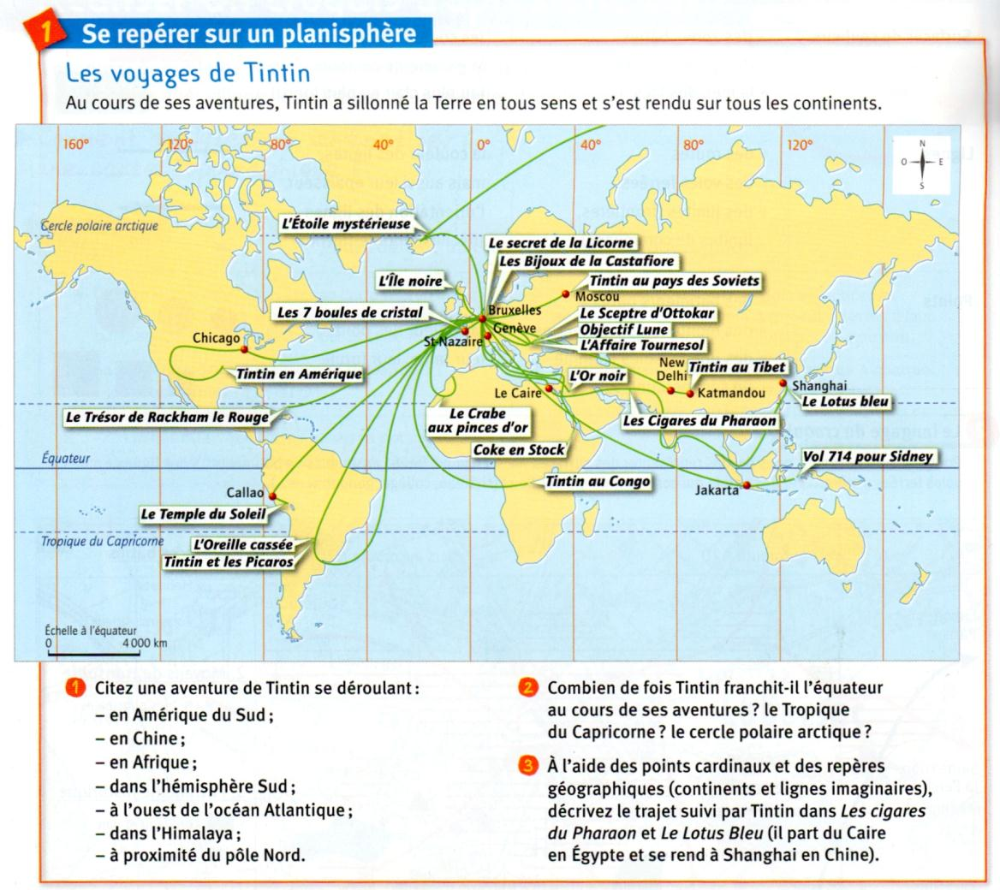 1 Se repérer sur un planisphère
Les voyages de Tintin
Au cours de ses aventures, Tintin a sillonné la Terre en tous sens et s'est rendu sur tous les continents.
160° 120° 80° 40° 0° 40° 80° 120°
N
O E
S
Cercle polaire arctique
L'Étoile mystérieuse
Le secret de la Licorne
Les Bijoux de la Castafiore
L'Île noire
Tintin au pays des Soviets
Moscou
Les 7 boules de cristal
Bruxelles
Le Sceptre d'Ottokar
Genève
Objectif Lune
Chicago
St-Nazaire
L'Affaire Tournesol
Tintin en Amérique
L'Or noir
New
Delhi
Tintin au Tibet
Le Caire
Katmandou
Shanghai
Le Lotus bleu
Le Trésor de Rackham le Rouge
Le Crabe
aux pinces d'or
Les Cigares du Pharaon
Coke en Stock
Équateur
Vol 714 pour Sidney
Tintin au Congo
Callao
Jakarta
Le Temple du Soleil
Tropique du Capricorne
L'Oreille cassée
Tintin et les Picaros
Échelle à l'équateur
0 4 000 km
1 Citez une aventure de Tintin se déroulant :
– en Amérique du Sud ;
– en Chine ;
– en Afrique ;
– dans l'hémisphère Sud ;
– à l'ouest de l'océan Atlantique ;
– dans l'Himalaya ;
– à proximité du pôle Nord.
2 Combien de fois Tintin franchit-il l'équateur
au cours de ses aventures ? le Tropique
du Capricorne ? le cercle polaire arctique ?
3 À l'aide des points cardinaux et des repères
géographiques (continents et lignes imaginaires),
décrivez le trajet suivi par Tintin dans Les cigares
du Pharaon et Le Lotus Bleu (il part du Caire
en Égypte et se rend à Shanghai en Chine).